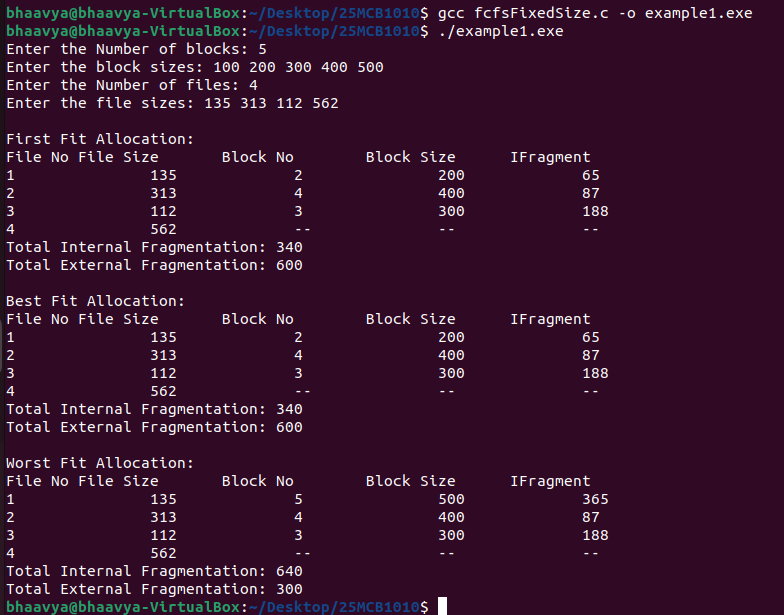 bhaavya@bhaavya-VirtualBox:~/Desktop/25MCB1010$ gcc fcfsFixedSize.c -o example1.exe
bhaavya@bhaavya-VirtualBox:~/Desktop/25MCB1010$ ./example1.exe
Enter the Number of blocks: 5
Enter the block sizes: 100 200 300 400 500
Enter the Number of files: 4
Enter the file sizes: 135 313 112 562

First Fit Allocation:
File No File Size       Block No        Block Size      IFragment
1               135             2               200             65
2               313             4               400             87
3               112             3               300             188
4               562             --              --              --
Total Internal Fragmentation: 340
Total External Fragmentation: 600

Best Fit Allocation:
File No File Size       Block No        Block Size      IFragment
1               135             2               200             65
2               313             4               400             87
3               112             3               300             188
4               562             --              --              --
Total Internal Fragmentation: 340
Total External Fragmentation: 600

Worst Fit Allocation:
File No File Size       Block No        Block Size      IFragment
1               135             5               500             365
2               313             4               400             87
3               112             3               300             188
4               562             --              --              --
Total Internal Fragmentation: 640
Total External Fragmentation: 300
bhaavya@bhaavya-VirtualBox:~/Desktop/25MCB1010$